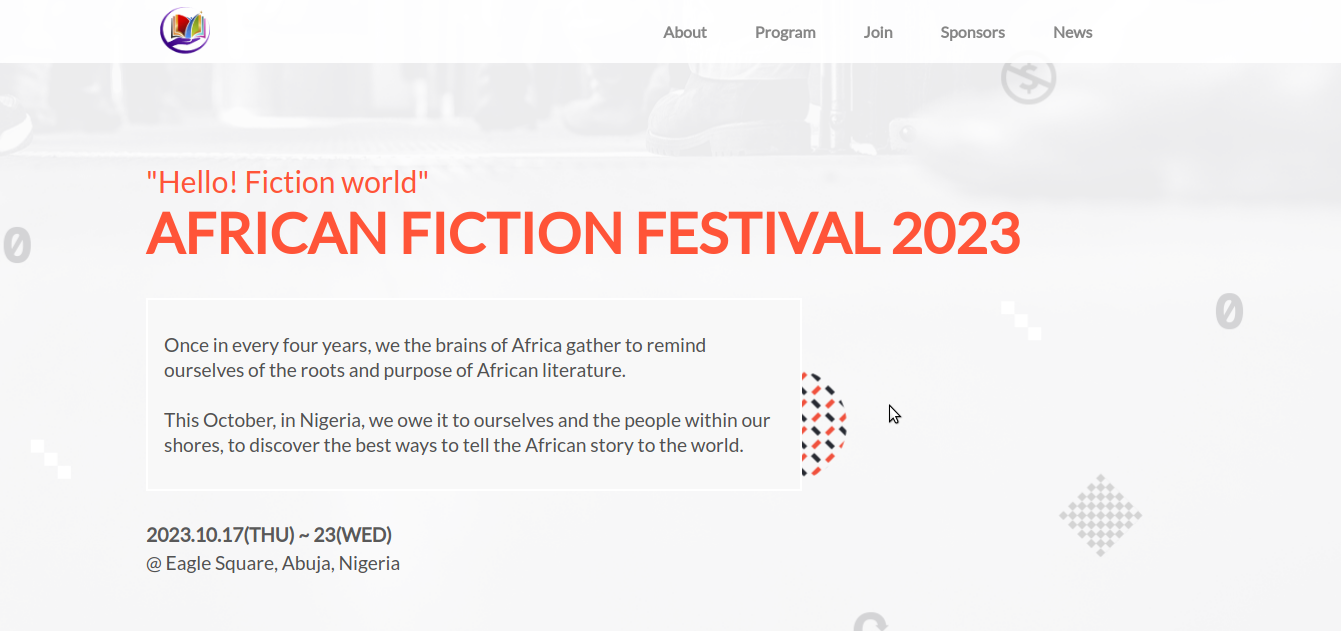 About Program Join Sponsors News
"Hello! Fiction world"
AFRICAN FICTION FESTIVAL 2023
0
0
Once in every four years, we the brains of Africa gather to remind
ourselves of the roots and purpose of African literature.
This October, in Nigeria, we owe it to ourselves and the people within our
shores, to discover the best ways to tell the African story to the world.
2023.10.17(THU) ~ 23(WED)
@ Eagle Square, Abuja, Nigeria